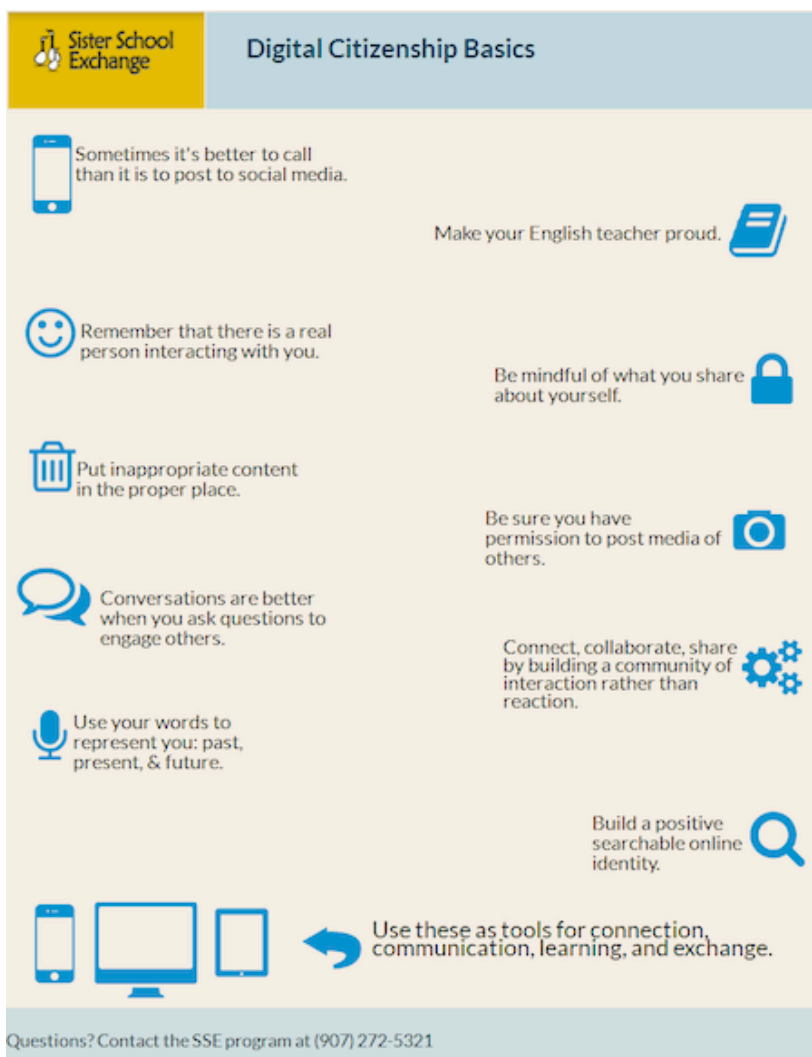 Sister School
Exchange
Digital Citizenship Basics
Sometimes it's better to call
than it is to post to social media.
Make your English teacher proud.
Remember that there is a real
person interacting with you.
Be mindful of what you share
about yourself.
Put inappropriate content
in the proper place.
Be sure you have
permission to post media of
others.
Conversations are better
when you ask questions to
engage others.
Connect, collaborate, share
by building a community of
interaction rather than
reaction.
Use your words to
represent you: past,
present, & future.
Build a positive
searchable online
identity.
Use these as tools for connection,
communication, learning, and exchange.
Questions? Contact the SSE program at (907) 272-5321